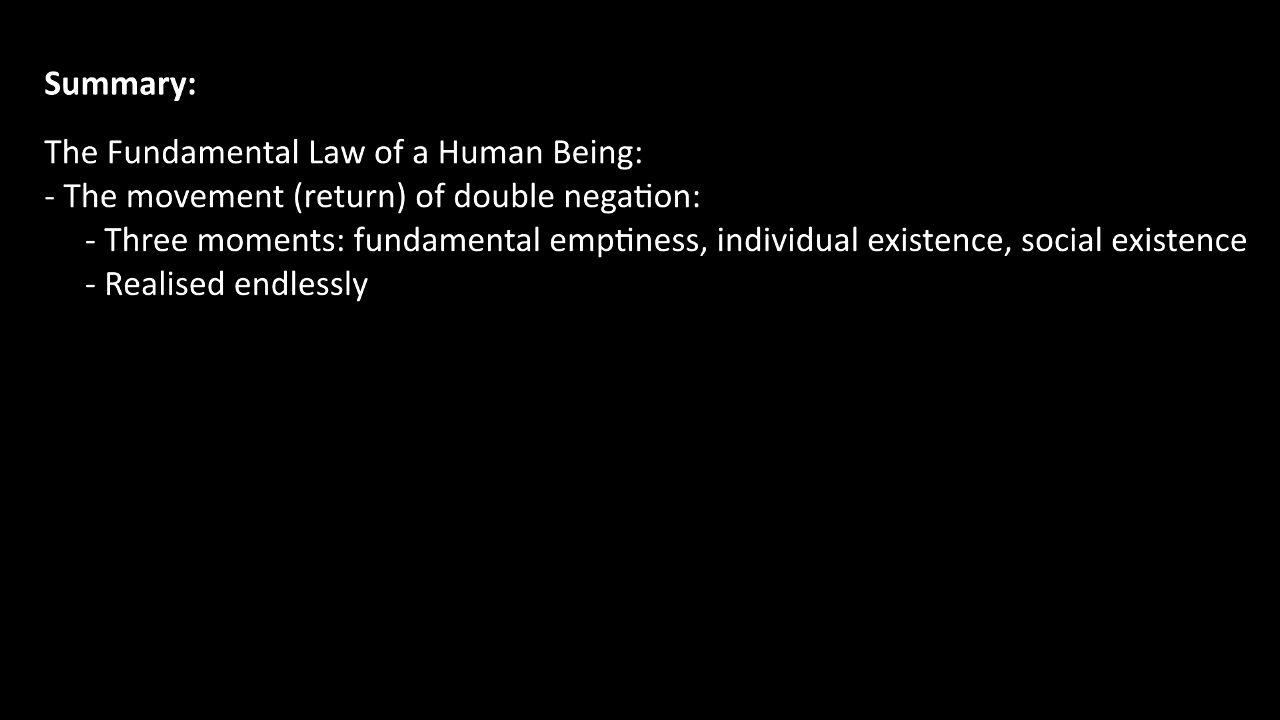 Summary:
The Fundamental Law of a Human Being:
- The movement (return) of double negation:
- Three moments: fundamental emptiness, individual existence, social existence
- Realised endlessly